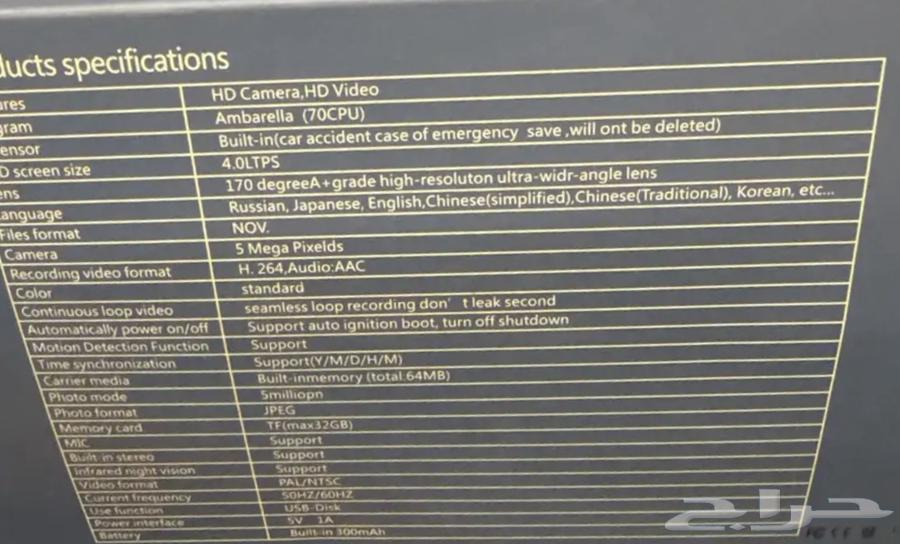 ducts specifications
ures HD Camera,HD Video
gram Ambarella (70CPU)
ensor Built-in(car accident case of emergency save ,will ont be deleted)
D screen size 4.0LTPS
ens 170 degreeA+grade high-resoluton ultra-widr-angle lens
anguage Russian, Japanese, English,Chinese(simplified),Chinese(Traditional), Korean, etc...
Files format NOV.
Camera 5 Mega Pixelds
Recording video format H. 264,Audio:AAC
Color standard
Continuous loop video seamless loop recording don't leak second
Automatically power on/off Support auto ignition boot, turn off shutdown
Motion Detection Function Support
Time synchronization Support(Y/M/D/H/M)
Carrier media Built-inmemory (total 64MB)
Photo mode 5milliopn
Photo format JPEG
Memory card TF(max32GB)
MIC Support
Built in stereo Support
Infrared night vision Support
Video format PAL/NTSC
Current frequency 50HZ/60HZ
Use function USB-Disk
Power interface 5V 1A
Battery Built-in 300mAh
حراج